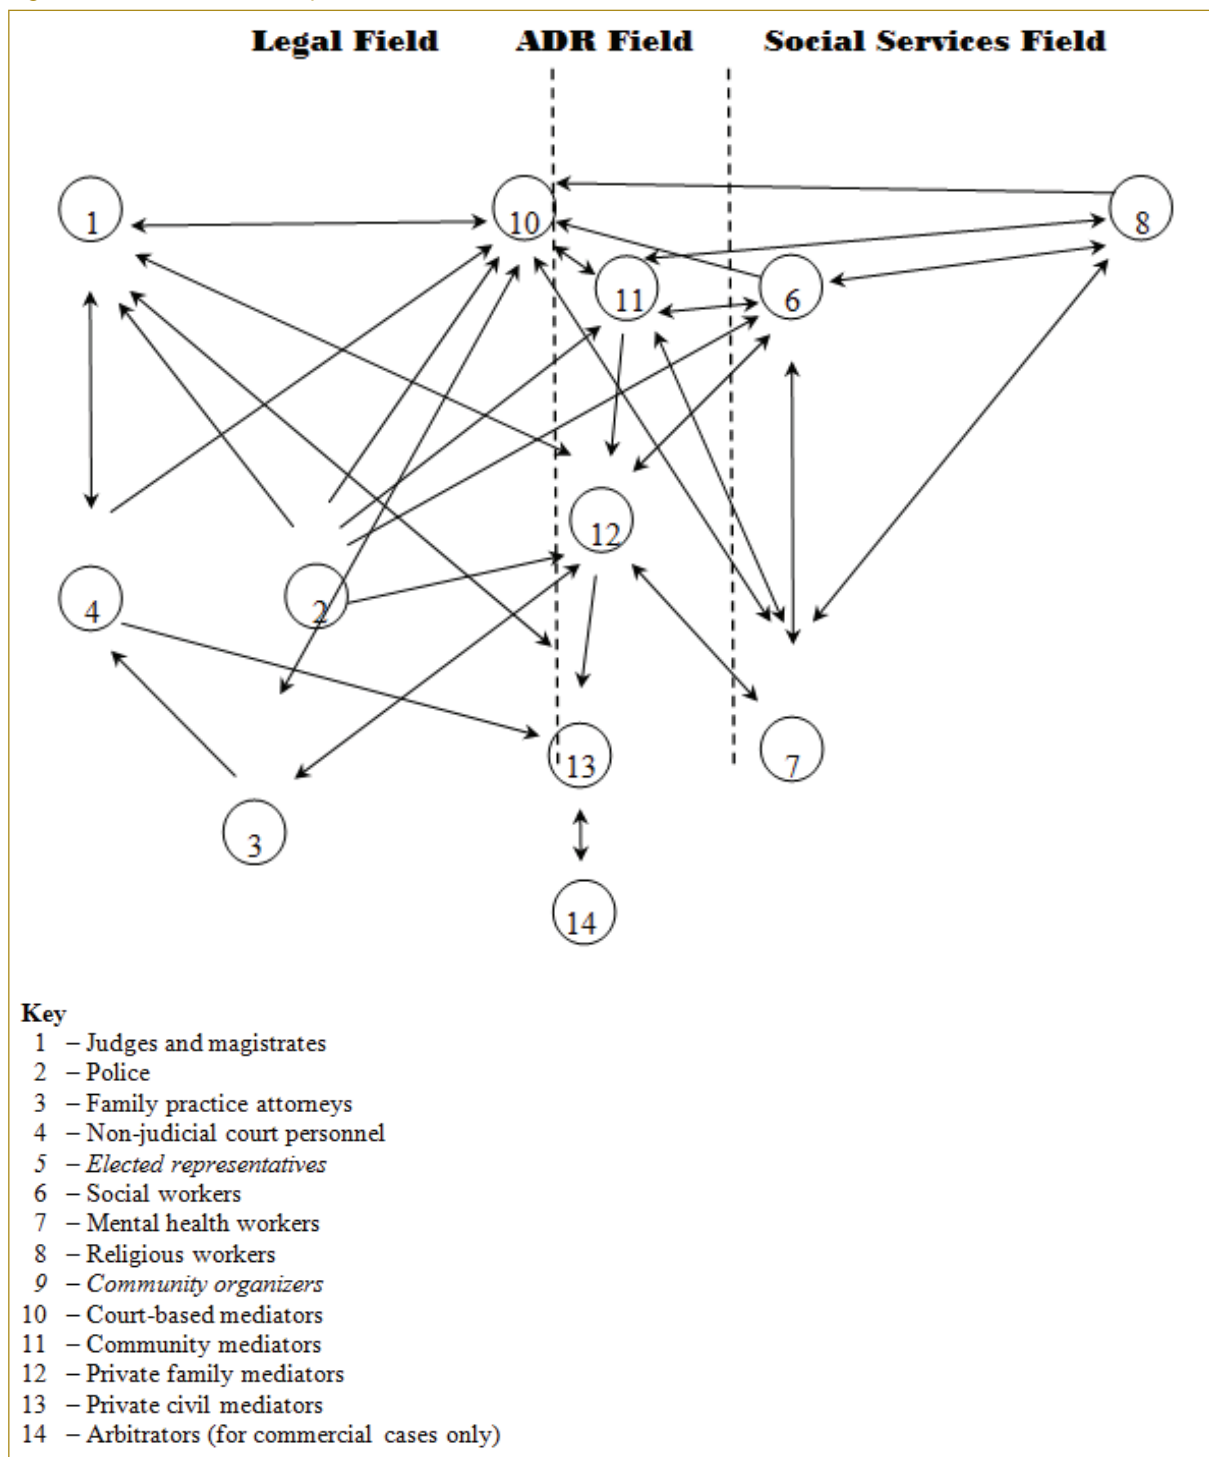 Legal Field ADR Field Social Services Field
1 10 8
11 6
12
4 2
13 7
3
14
Key
1 – Judges and magistrates
2 – Police
3 – Family practice attorneys
4 – Non-judicial court personnel
5 – Elected representatives
6 – Social workers
7 – Mental health workers
8 – Religious workers
9 – Community organizers
10 – Court-based mediators
11 – Community mediators
12 – Private family mediators
13 – Private civil mediators
14 – Arbitrators (for commercial cases only)